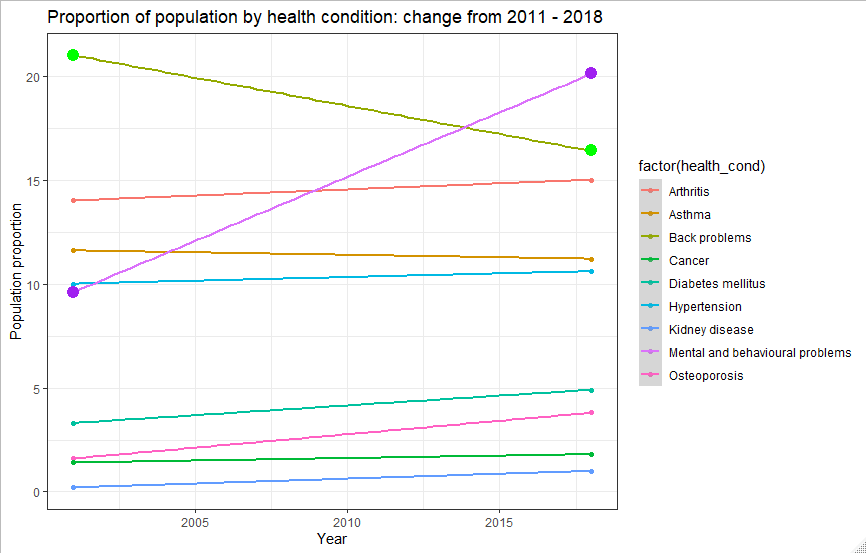 Proportion of population by health condition: change from 2011 - 2018
Population proportion
20
15
10
5
0
2005
2010
2015
Year
factor(health_cond)
Arthritis
Asthma
Back problems
Cancer
Diabetes mellitus
Hypertension
Kidney disease
Mental and behavioural problems
Osteoporosis